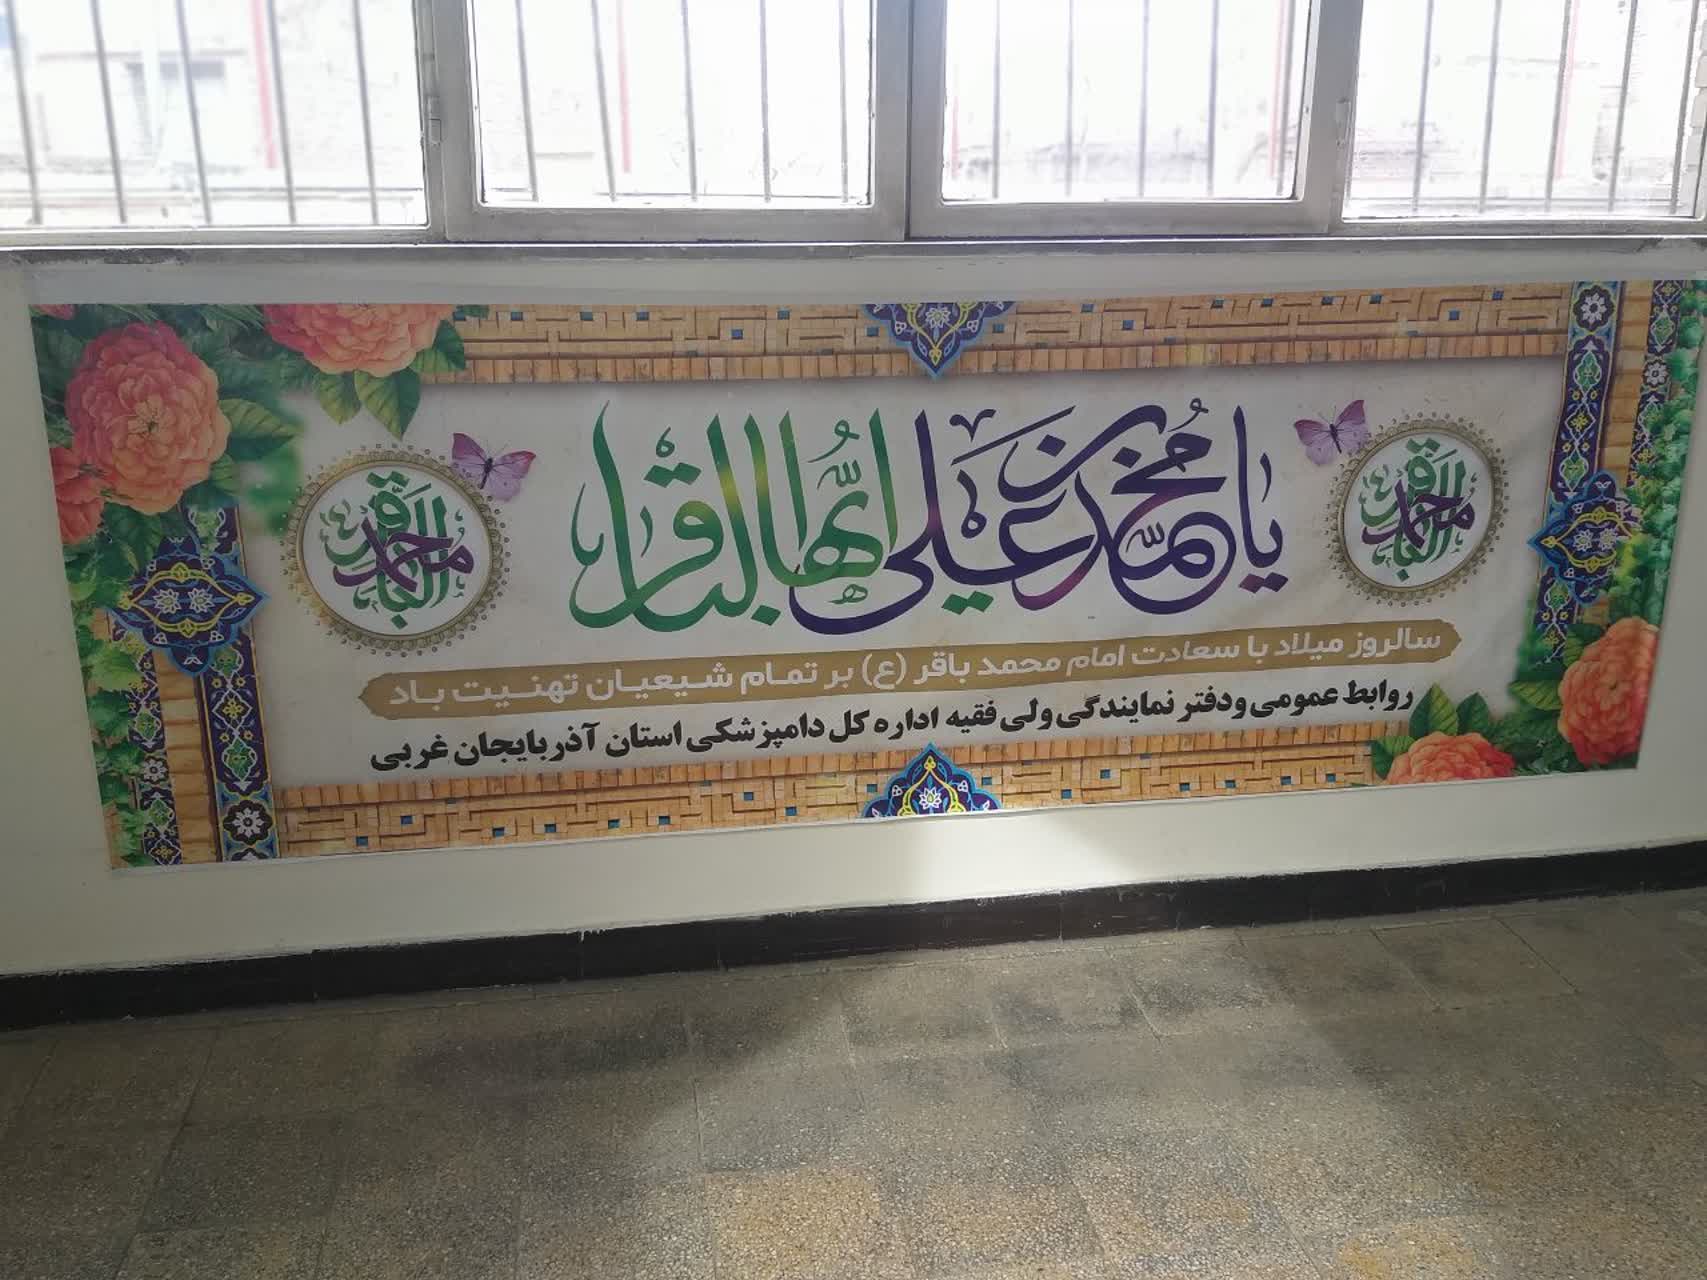 یا محمد بن علی ایها الباقر
محمد الباقر
محمد الباقر
سالروز میلاد با سعادت امام محمد باقر (ع) بر تمام شیعیان تهنیت باد
روابط عمومی ودفتر نمایندگی ولی فقیه اداره کل دامپزشکی استان آذربایجان غربی